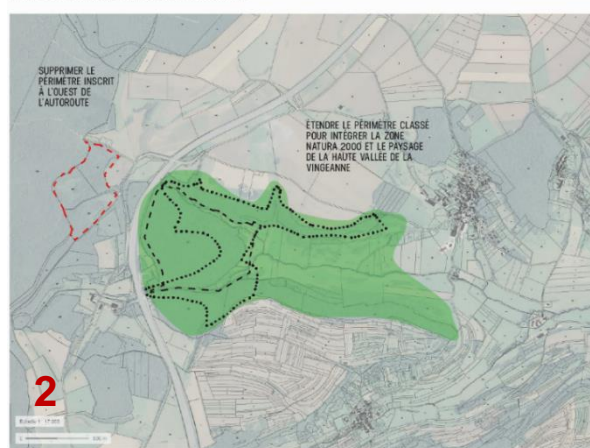 SUPPRIMER LE
PÉRIMÈTRE INSCRIT
À L'OUEST DE
L'AUTOROUTE
ÉTENDRE LE PÉRIMÈTRE CLASSÉ
POUR INTÉGRER LA ZONE
NATURA 2000 ET LE PAYSAGE
DE LA HAUTE VALLÉE DE LA
VINGEANNE
2